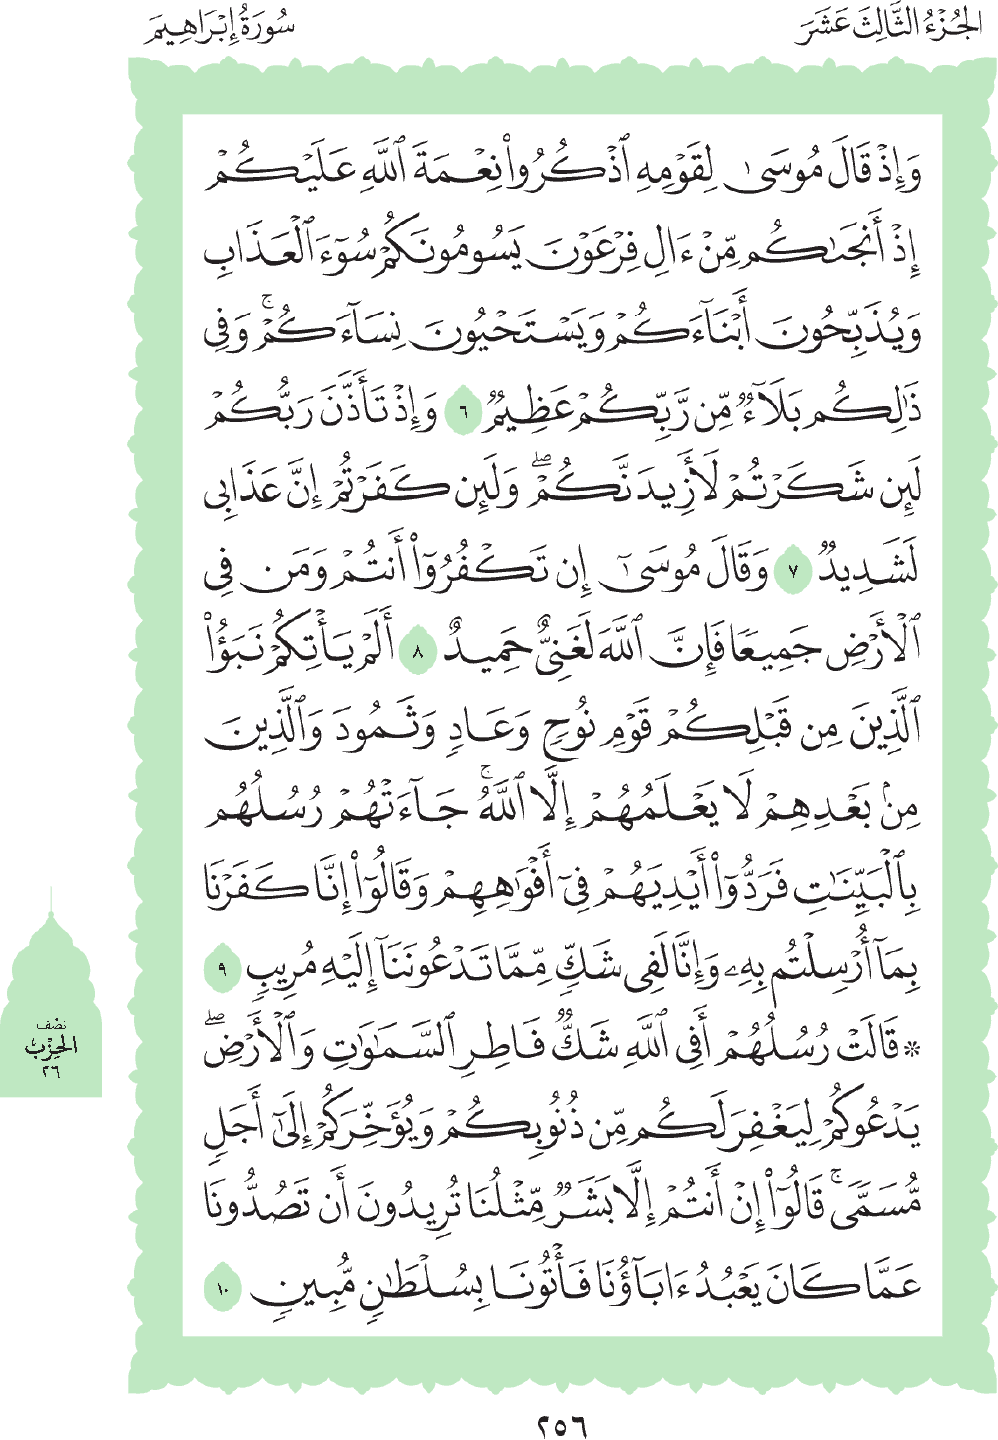 الجُزْءُ الثَّالِثَ عَشَرَ
سُورَةُ إِبْرَاهِيمَ
وَإِذْ قَالَ مُوسَىٰ لِقَوْمِهِ ٱذْكُرُوا۟ نِعْمَةَ ٱللَّهِ عَلَيْكُمْ
إِذْ أَنجَىٰكُم مِّنْ ءَالِ فِرْعَوْنَ يَسُومُونَكُمْ سُوٓءَ ٱلْعَذَابِ
وَيُذَبِّحُونَ أَبْنَآءَكُمْ وَيَسْتَحْيُونَ نِسَآءَكُمْ ۚ وَفِى
ذَٰلِكُم بَلَآءٌ مِّن رَّبِّكُمْ عَظِيمٌ ٦ وَإِذْ تَأَذَّنَ رَبُّكُمْ
لَئِن شَكَرْتُمْ لَأَزِيدَنَّكُمْ ۖ وَلَئِن كَفَرْتُمْ إِنَّ عَذَابِى
لَشَدِيدٌ ٧ وَقَالَ مُوسَىٰٓ إِن تَكْفُرُوٓا۟ أَنتُمْ وَمَن فِى
ٱلْأَرْضِ جَمِيعًا فَإِنَّ ٱللَّهَ لَغَنِىٌّ حَمِيدٌ ٨ أَلَمْ يَأْتِكُمْ نَبَؤُا۟
ٱلَّذِينَ مِن قَبْلِكُمْ قَوْمِ نُوحٍ وَعَادٍ وَثَمُودَ وَٱلَّذِينَ
مِنۢ بَعْدِهِمْ لَا يَعْلَمُهُمْ إِلَّا ٱللَّهُ ۚ جَآءَتْهُمْ رُسُلُهُم
بِٱلْبَيِّنَٰتِ فَرَدُّوٓا۟ أَيْدِيَهُمْ فِىٓ أَفْوَٰهِهِمْ وَقَالُوٓا۟ إِنَّا كَفَرْنَا
بِمَآ أُرْسِلْتُم بِهِۦ وَإِنَّا لَفِى شَكٍّ مِّمَّا تَدْعُونَنَآ إِلَيْهِ مُرِيبٍ ٩
۞ قَالَتْ رُسُلُهُمْ أَفِى ٱللَّهِ شَكٌّ فَاطِرِ ٱلسَّمَٰوَٰتِ وَٱلْأَرْضِ ۖ
يَدْعُوكُمْ لِيَغْفِرَ لَكُم مِّن ذُنُوبِكُمْ وَيُؤَخِّرَكُمْ إِلَىٰٓ أَجَلٍ
مُّسَمًّى ۚ قَالُوٓا۟ إِنْ أَنتُمْ إِلَّا بَشَرٌ مِّثْلُنَا تُرِيدُونَ أَن تَصُدُّونَا
عَمَّا كَانَ يَعْبُدُ ءَابَآؤُنَا فَأْتُونَا بِسُلْطَٰنٍ مُّبِينٍ ١٠
نِصْف
الحِزْبِ
٢٦
٢٥٦